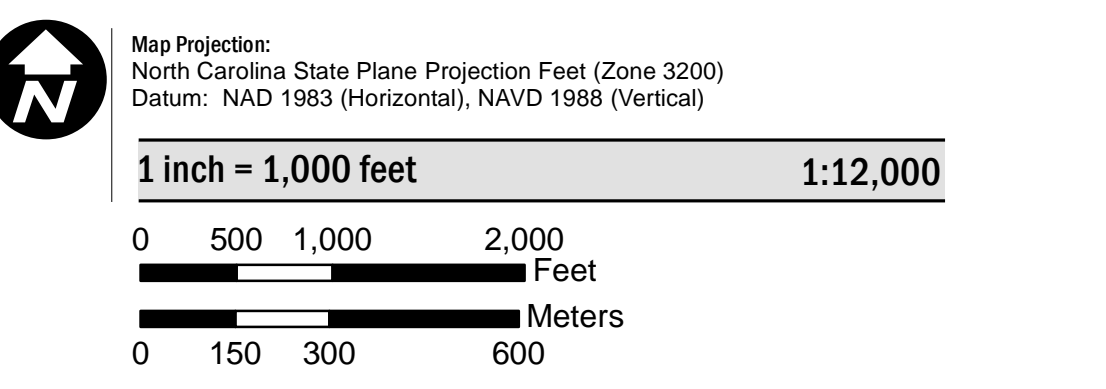 N
Map Projection:
North Carolina State Plane Projection Feet (Zone 3200)
Datum:  NAD 1983 (Horizontal), NAVD 1988 (Vertical)
1 inch = 1,000 feet 1:12,000
0 500 1,000 2,000
Feet
Meters
0 150 300 600